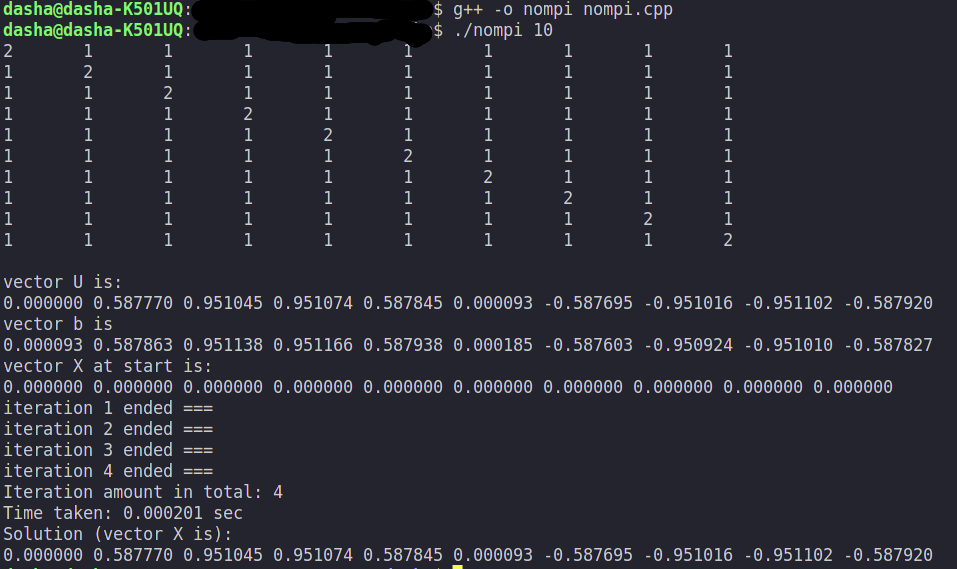 dasha@dasha-K501UQ: $ g++ -o nompi nompi.cpp
dasha@dasha-K501UQ: $ ./nompi 10
2 1 1 1 1 1 1 1 1 1
1 2 1 1 1 1 1 1 1 1
1 1 2 1 1 1 1 1 1 1
1 1 1 2 1 1 1 1 1 1
1 1 1 1 2 1 1 1 1 1
1 1 1 1 1 2 1 1 1 1
1 1 1 1 1 1 2 1 1 1
1 1 1 1 1 1 1 2 1 1
1 1 1 1 1 1 1 1 2 1
1 1 1 1 1 1 1 1 1 2
vector U is:
0.000000 0.587770 0.951045 0.951074 0.587845 0.000093 -0.587695 -0.951016 -0.951102 -0.587920
vector b is
0.000093 0.587863 0.951138 0.951166 0.587938 0.000185 -0.587603 -0.950924 -0.951010 -0.587827
vector X at start is:
0.000000 0.000000 0.000000 0.000000 0.000000 0.000000 0.000000 0.000000 0.000000 0.000000
iteration 1 ended ===
iteration 2 ended ===
iteration 3 ended ===
iteration 4 ended ===
Iteration amount in total: 4
Time taken: 0.000201 sec
Solution (vector X is):
0.000000 0.587770 0.951045 0.951074 0.587845 0.000093 -0.587695 -0.951016 -0.951102 -0.587920